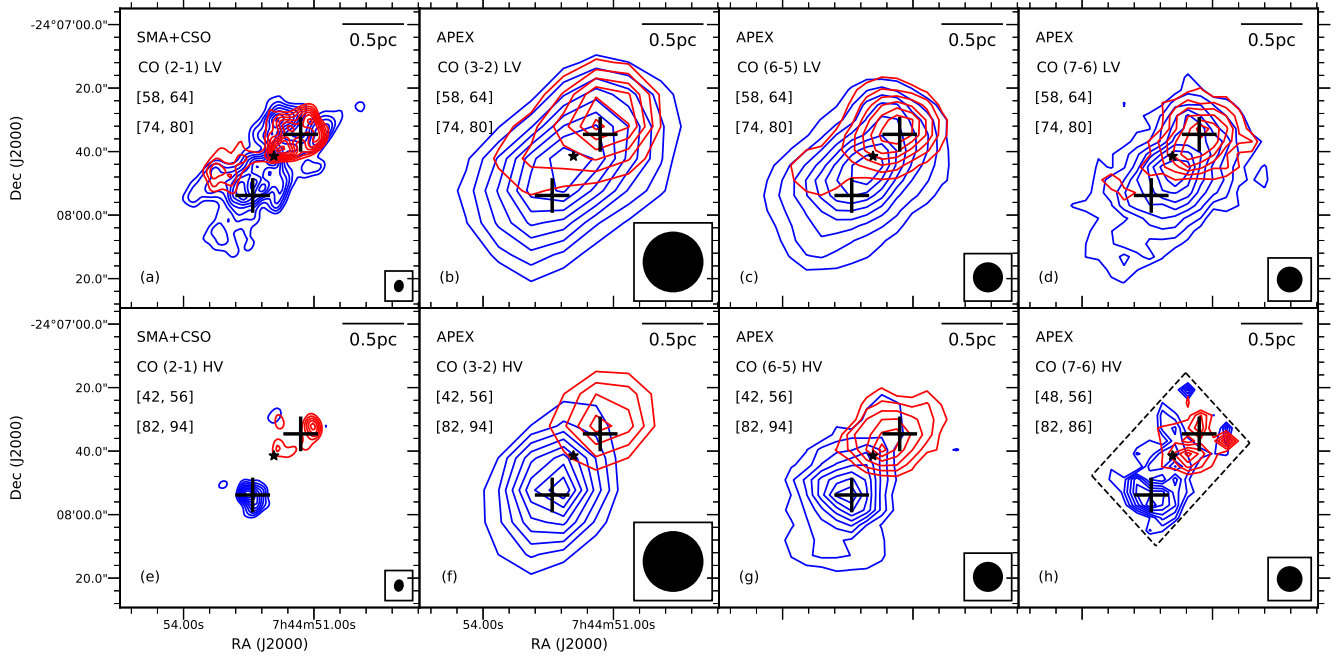 -24°07'00.0"
20.0"
40.0"
08'00.0"
20.0"
Dec (J2000)
SMA+CSO
0.5pc
CO (2-1) LV
[58, 64]
[74, 80]
(a)
APEX
0.5pc
CO (3-2) LV
[58, 64]
[74, 80]
(b)
APEX
0.5pc
CO (6-5) LV
[58, 64]
[74, 80]
(c)
APEX
0.5pc
CO (7-6) LV
[58, 64]
[74, 80]
(d)
-24°07'00.0"
20.0"
40.0"
08'00.0"
20.0"
Dec (J2000)
SMA+CSO
0.5pc
CO (2-1) HV
[42, 56]
[82, 94]
(e)
APEX
0.5pc
CO (3-2) HV
[42, 56]
[82, 94]
(f)
APEX
0.5pc
CO (6-5) HV
[42, 56]
[82, 94]
(g)
APEX
0.5pc
CO (7-6) HV
[48, 56]
[82, 86]
(h)
54.00s
7h44m51.00s
RA (J2000)
54.00s
7h44m51.00s
RA (J2000)